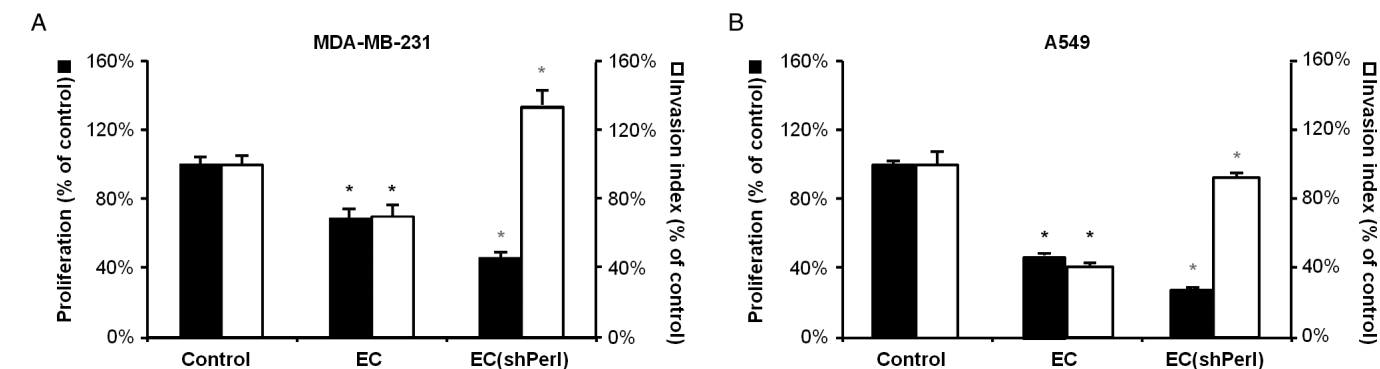 A
MDA-MB-231
Proliferation (% of control)
160%
120%
80%
40%
0%
*
*
*
*
160%
120%
80%
40%
0%
Invasion index (% of control)
Control
EC
EC(shPerl)
B
A549
Proliferation (% of control)
160%
120%
80%
40%
0%
*
*
*
*
160%
120%
80%
40%
0%
Invasion index (% of control)
Control
EC
EC(shPerl)